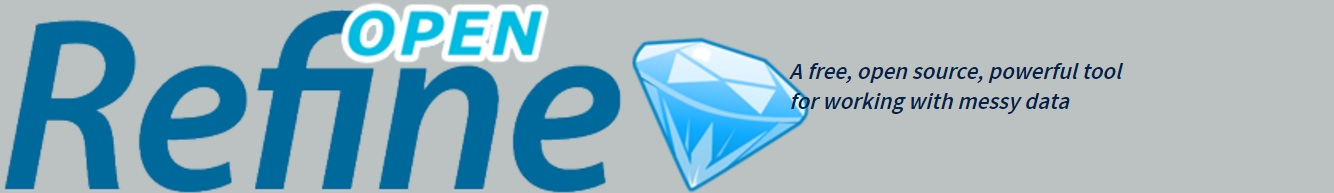 OPEN
Refine
A free, open source, powerful tool
for working with messy data